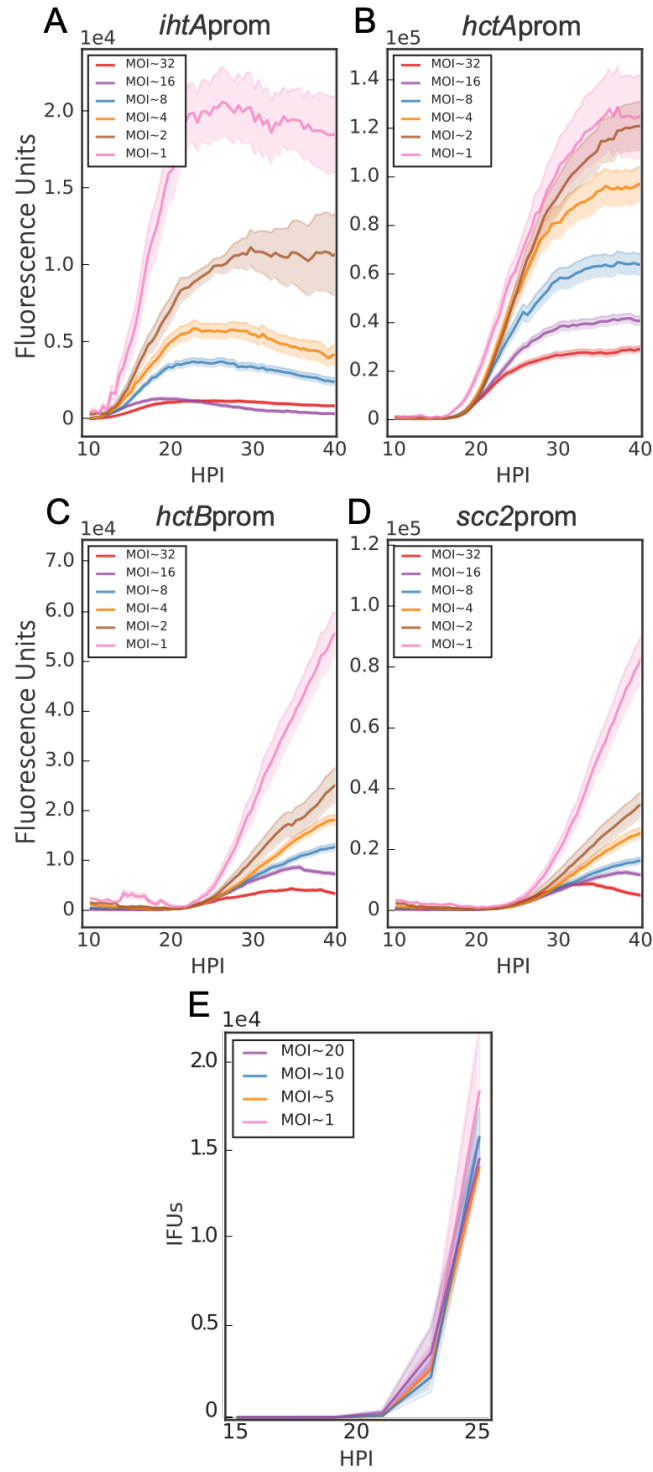 A
ihtAprom
1e4
MOI~32
MOI~16
MOI~8
MOI~4
MOI~2
MOI~1
2.0
1.5
1.0
0.5
0
Fluorescence Units
10 20 30 40
HPI
B
hctAprom
1e5
MOI~32
MOI~16
MOI~8
MOI~4
MOI~2
MOI~1
1.4
1.2
1.0
0.8
0.6
0.4
0.2
0
10 20 30 40
HPI
C
hctBprom
1e4
MOI~32
MOI~16
MOI~8
MOI~4
MOI~2
MOI~1
7.0
6.0
5.0
4.0
3.0
2.0
1.0
0
Fluorescence Units
10 20 30 40
HPI
D
scc2prom
1e5
MOI~32
MOI~16
MOI~8
MOI~4
MOI~2
MOI~1
1.2
1.0
0.8
0.6
0.4
0.2
0
10 20 30 40
HPI
E
1e4
MOI~20
MOI~10
MOI~5
MOI~1
2.0
1.5
1.0
0.5
0
IFUs
15 20 25
HPI